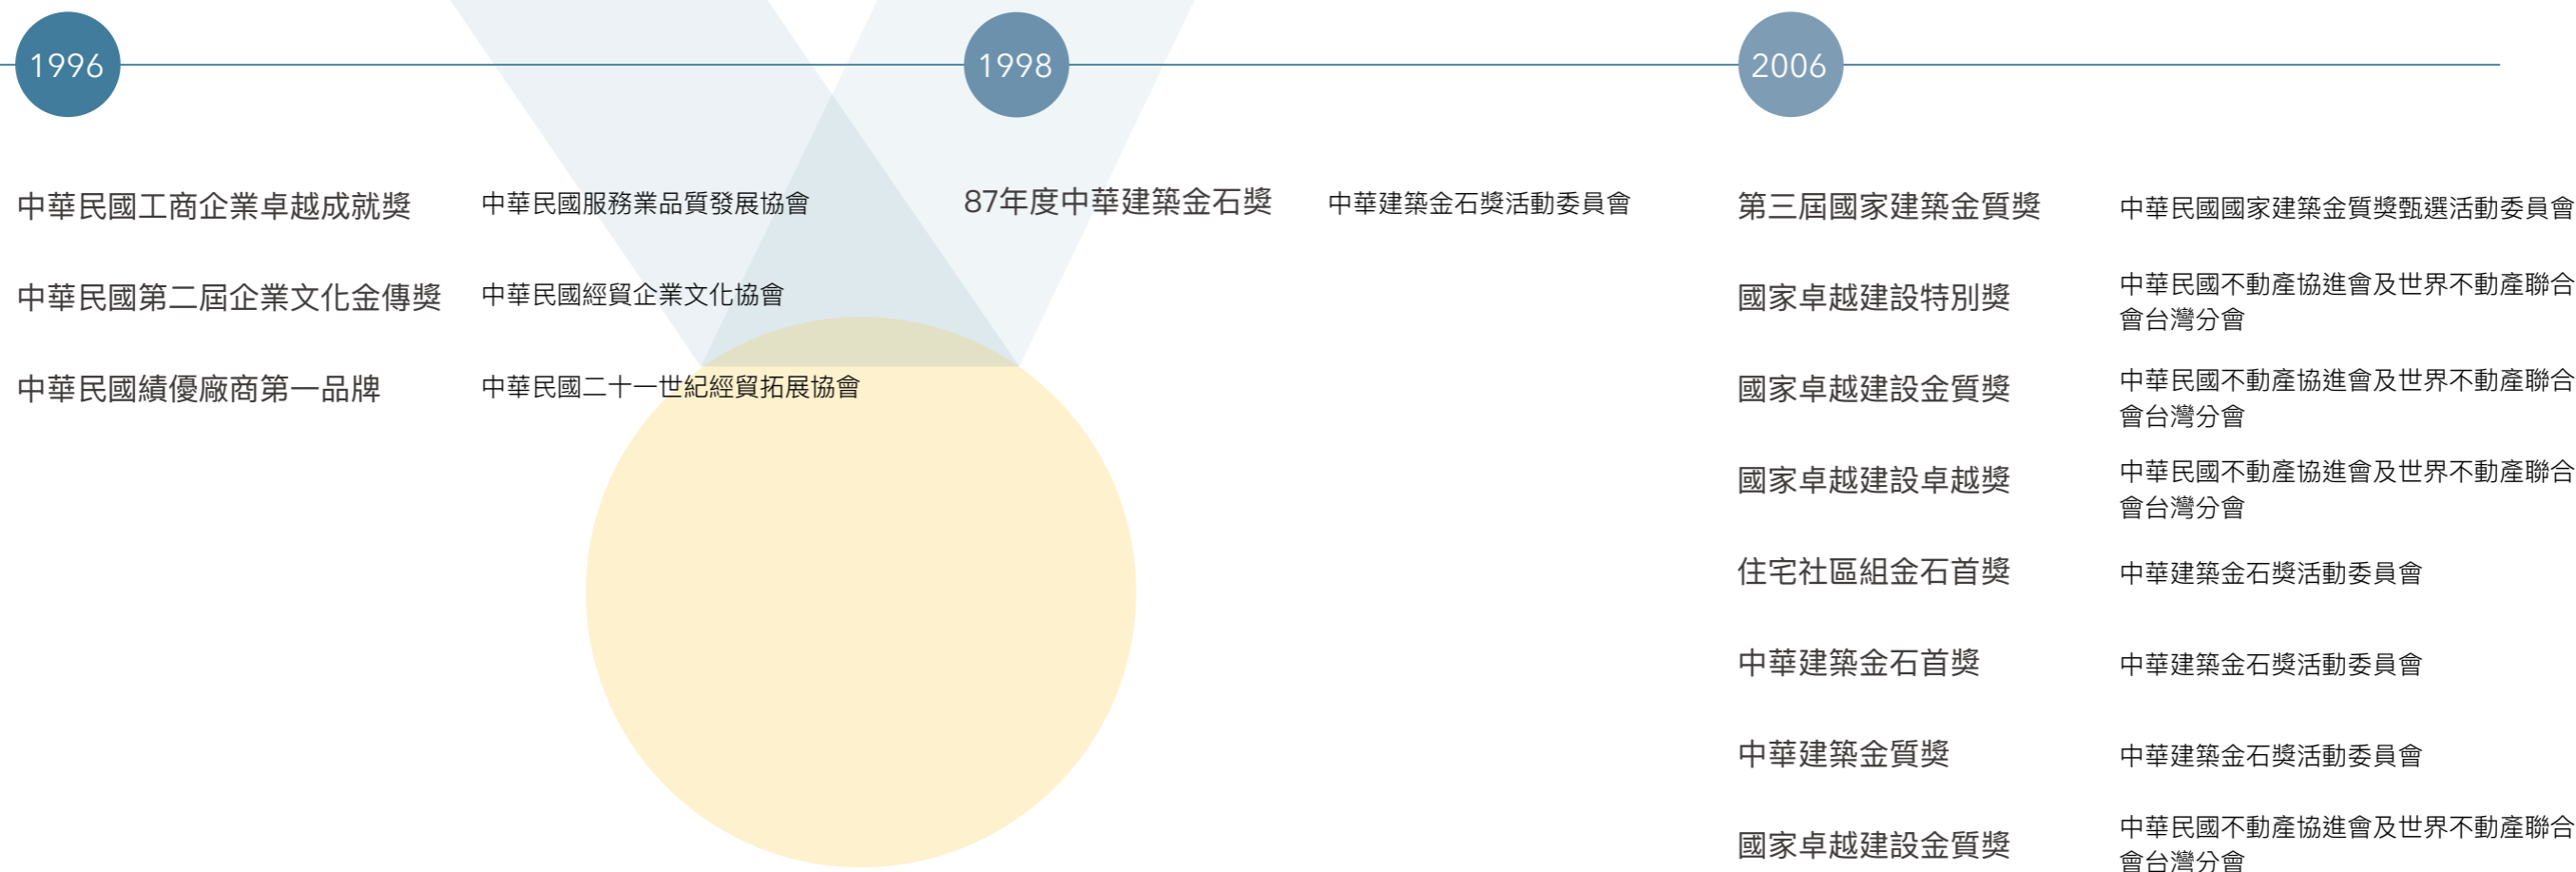 1996
中華民國工商企業卓越成就獎
中華民國服務業品質發展協會
中華民國第二屆企業文化金傳獎
中華民國經貿企業文化協會
中華民國績優廠商第一品牌
中華民國二十一世紀經貿拓展協會
1998
87年度中華建築金石獎
中華建築金石獎活動委員會
2006
第三屆國家建築金質獎
中華民國國家建築金質獎甄選活動委員會
國家卓越建設特別獎
中華民國不動產協進會及世界不動產聯合
會台灣分會
國家卓越建設金質獎
中華民國不動產協進會及世界不動產聯合
會台灣分會
國家卓越建設卓越獎
中華民國不動產協進會及世界不動產聯合
會台灣分會
住宅社區組金石首獎
中華建築金石獎活動委員會
中華建築金石首獎
中華建築金石獎活動委員會
中華建築金質獎
中華建築金石獎活動委員會
國家卓越建設金質獎
中華民國不動產協進會及世界不動產聯合
會台灣分會